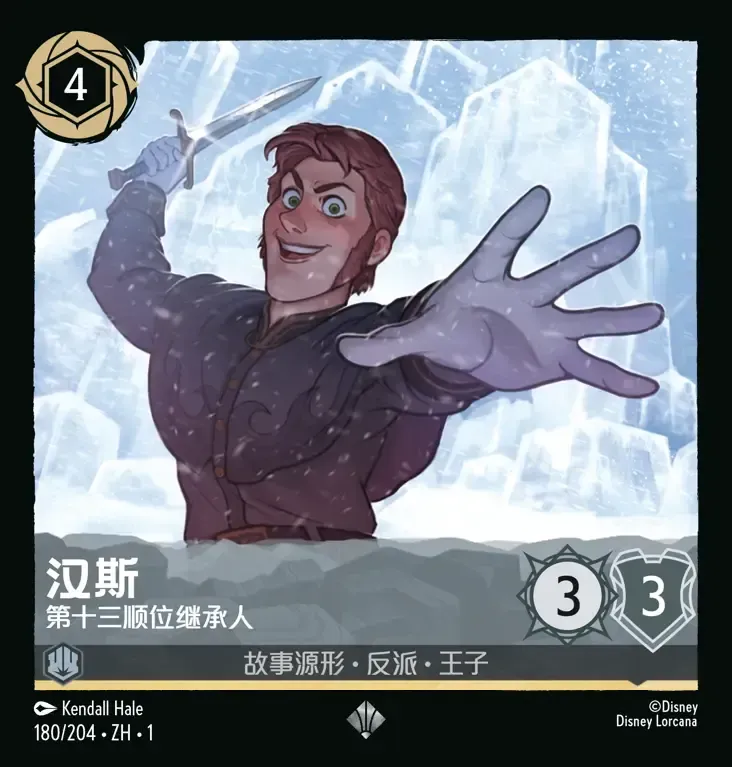 4
汉斯
第十三顺位继承人
3
3
故事源形・反派・王子
Kendall Hale
180/204 • ZH • 1
©Disney
Disney Lorcana